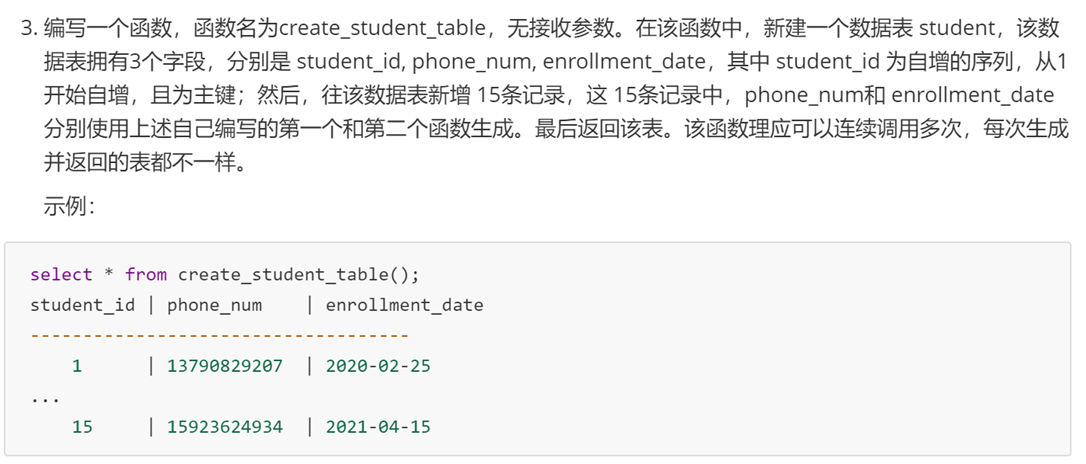 3. 编写一个函数，函数名为create_student_table，无接收参数。在该函数中，新建一个数据表 student，该数
据表拥有3个字段，分别是 student_id, phone_num, enrollment_date，其中 student_id 为自增的序列，从1
开始自增，且为主键；然后，往该数据表新增 15条记录，这 15条记录中，phone_num和 enrollment_date
分别使用上述自己编写的第一个和第二个函数生成。最后返回该表。该函数理应可以连续调用多次，每次生成
并返回的表都不一样。
示例：
select * from create_student_table();
student_id | phone_num    | enrollment_date
------------------------------------
1      | 13790829207  | 2020-02-25
...
15     | 15923624934  | 2021-04-15